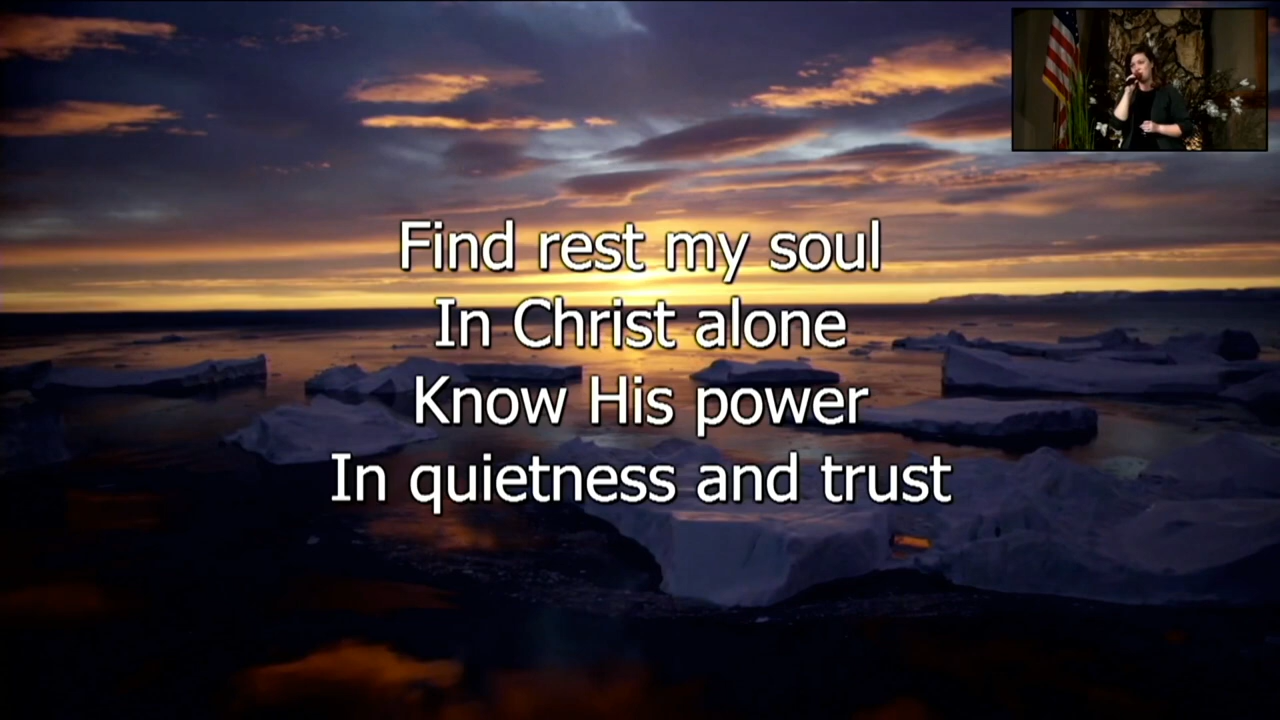 Find rest my soul
In Christ alone
Know His power
In quietness and trust